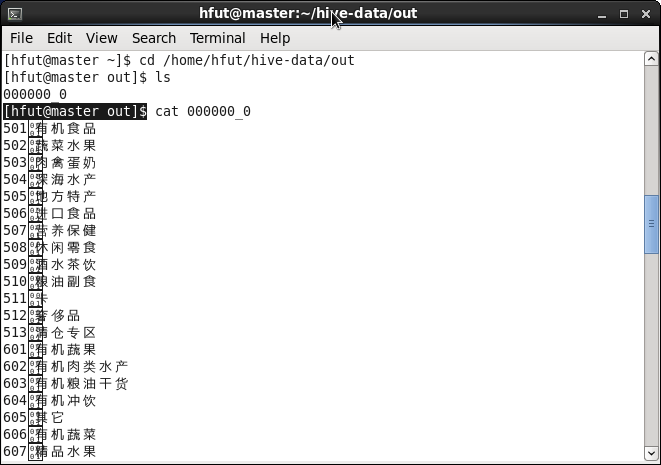 hfut@master:~/hive-data/out
File Edit View Search Terminal Help
[hfut@master ~]$ cd /home/hfut/hive-data/out
[hfut@master out]$ ls
000000_0
[hfut@master out]$ cat 000000_0
501有机食品
502蔬菜水果
503肉禽蛋奶
504深海水产
505地方特产
506进口食品
507营养保健
508休闲零食
509酒水茶饮
510粮油副食
511卡
512奢侈品
513清仓专区
601有机蔬果
602有机肉类水产
603有机粮油干货
604有机冲饮
605其它
606有机蔬菜
607精品水果